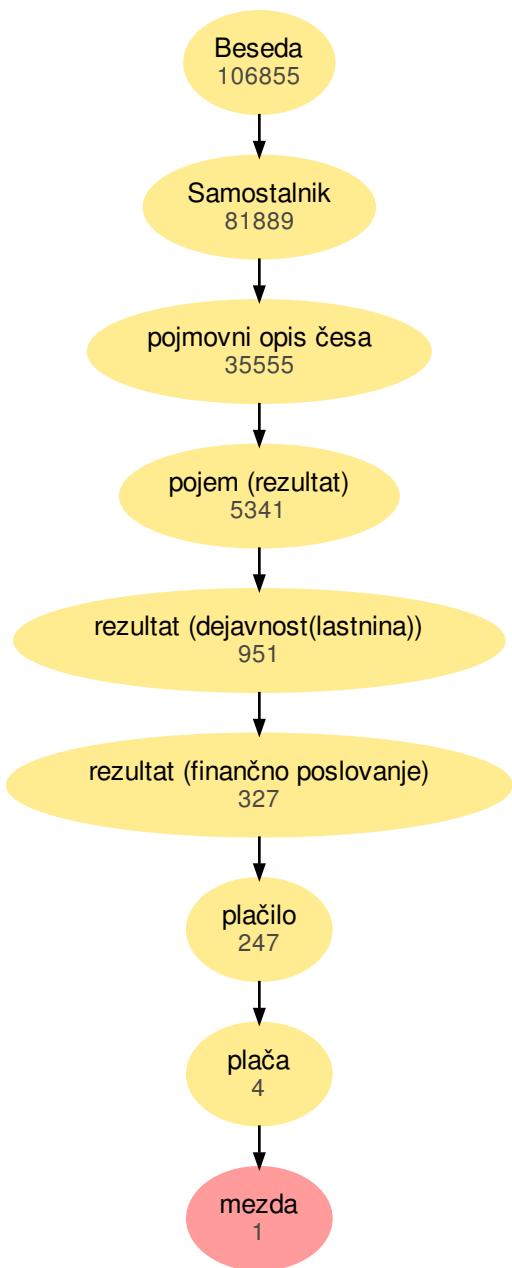 Beseda
106855
Samostalnik
81889
pojmovni opis česa
35555
pojem (rezultat)
5341
rezultat (dejavnost(lastnina))
951
rezultat (finančno poslovanje)
327
plačilo
247
plača
4
mezda
1